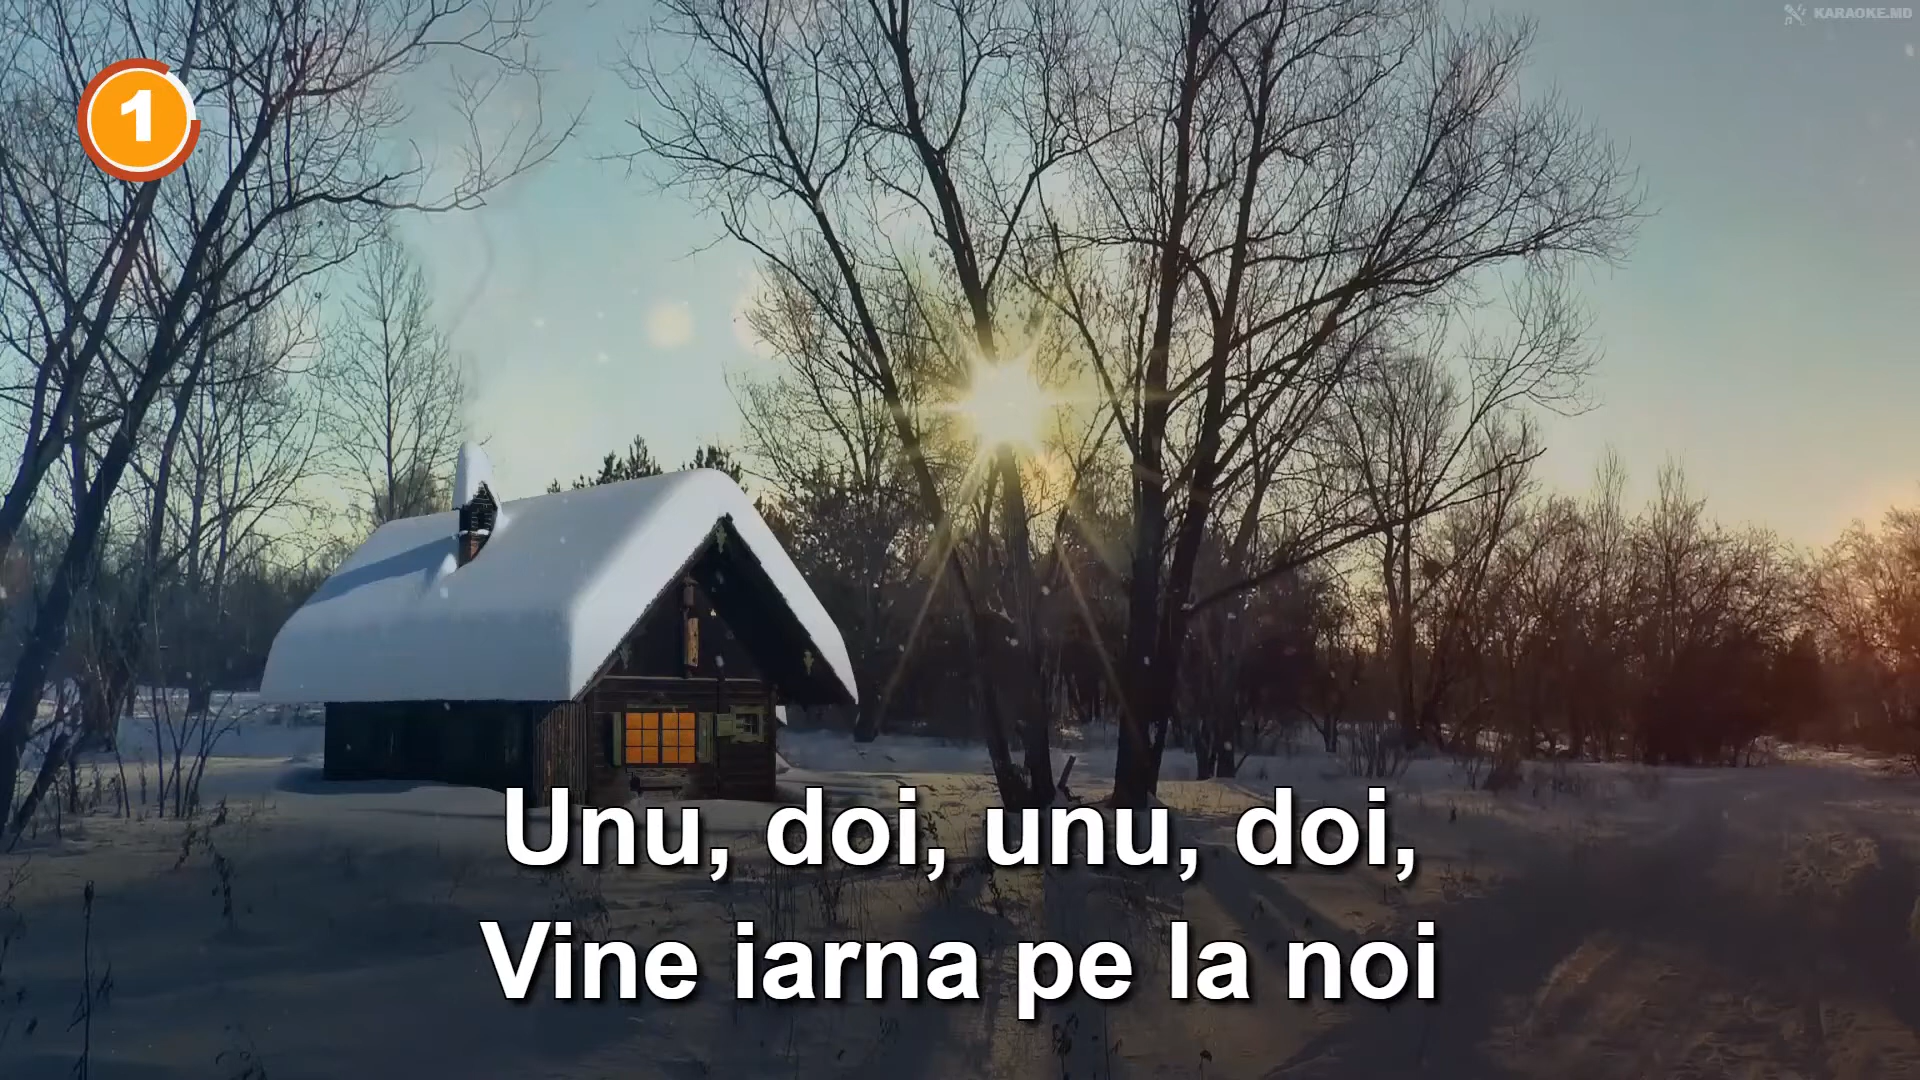 KARAOKE.MD
1
Unu, doi, unu, doi,
Vine iarna pe la noi